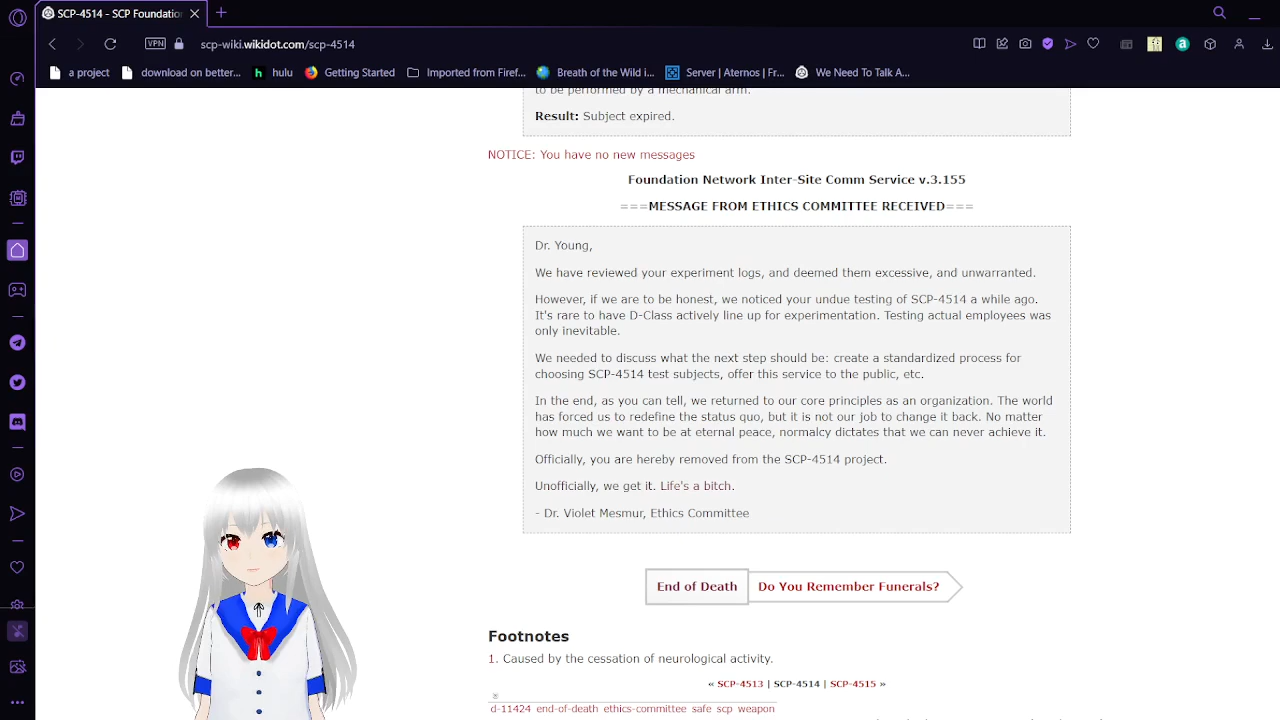 SCP-4514 - SCP Foundatio
scp-wiki.wikidot.com/scp-4514
VPN
a project
download on better...
hulu
Getting Started
Imported from Firef...
Breath of the Wild i...
Server | Aternos | Fr...
We Need To Talk A...
to be performed by a mechanical arm.
Result: Subject expired.
NOTICE: You have no new messages
Foundation Network Inter-Site Comm Service v.3.155
===MESSAGE FROM ETHICS COMMITTEE RECEIVED===
Dr. Young,
We have reviewed your experiment logs, and deemed them excessive, and unwarranted.
However, if we are to be honest, we noticed your undue testing of SCP-4514 a while ago.
It's rare to have D-Class actively line up for experimentation. Testing actual employees was
only inevitable.
We needed to discuss what the next step should be: create a standardized process for
choosing SCP-4514 test subjects, offer this service to the public, etc.
In the end, as you can tell, we returned to our core principles as an organization. The world
has forced us to redefine the status quo, but it is not our job to change it back. No matter
how much we want to be at eternal peace, normalcy dictates that we can never achieve it.
Officially, you are hereby removed from the SCP-4514 project.
Unofficially, we get it. Life's a bitch.
- Dr. Violet Mesmur, Ethics Committee
End of Death
Do You Remember Funerals?
Footnotes
1. Caused by the cessation of neurological activity.
« SCP-4513 | SCP-4514 | SCP-4515 »
d-11424 end-of-death ethics-committee safe scp weapon